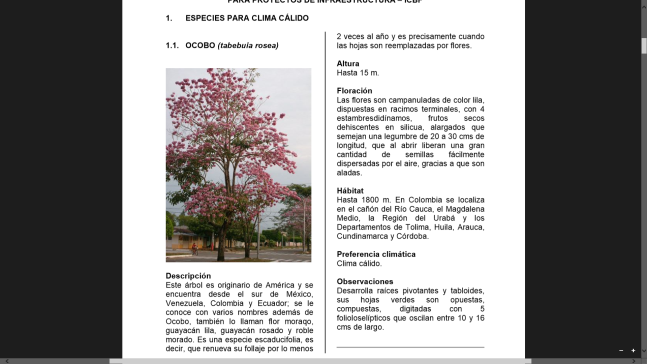 PARA PROYECTOS DE INFRAESTRUCTURA – ICBF
1. ESPECIES PARA CLIMA CÁLIDO
1.1. OCOBO (tabebuia rosea)
Descripción
Este árbol es originario de América y se
encuentra desde el sur de México,
Venezuela, Colombia y Ecuador; se le
conoce con varios nombres además de
Ocobo, también lo llaman flor moraqo,
guayacán lila, guayacán rosado y roble
morado. Es una especie escaducifolia, es
decir, que renueva su follaje por lo menos
2 veces al año y es precisamente cuando
las hojas son reemplazadas por flores.
Altura
Hasta 15 m.
Floración
Las flores son campanuladas de color lila,
dispuestas en racimos terminales, con 4
estambresdidínamos, frutos secos
dehiscentes en silicua, alargados que
semejan una legumbre de 20 a 30 cms de
longitud, que al abrir liberan una gran
cantidad de semillas fácilmente
dispersadas por el aire, gracias a que son
aladas.
Hábitat
Hasta 1800 m. En Colombia se localiza
en el cañón del Río Cauca, el Magdalena
Medio, la Región del Urabá y los
Departamentos de Tolima, Huila, Arauca,
Cundinamarca y Córdoba.
Preferencia climática
Clima cálido.
Observaciones
Desarrolla raíces pivotantes y tabloides,
sus hojas verdes son opuestas,
compuestas, digitadas con 5
folioloselípticos que oscilan entre 10 y 16
cms de largo.